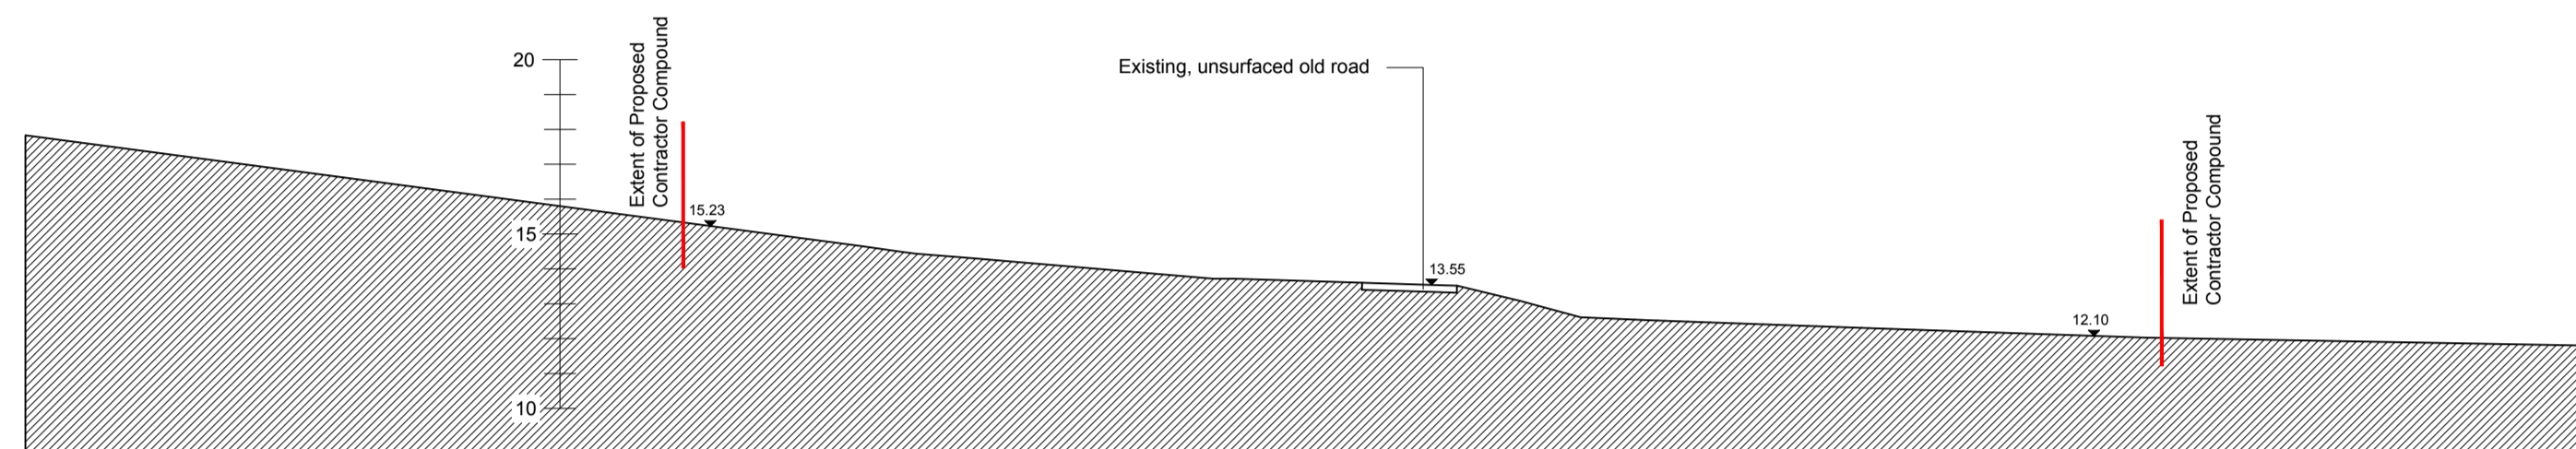 20
15
10
Extent of Proposed
Contractor Compound
15.23
Existing, unsurfaced old road
13.55
12.10
Extent of Proposed
Contractor Compound